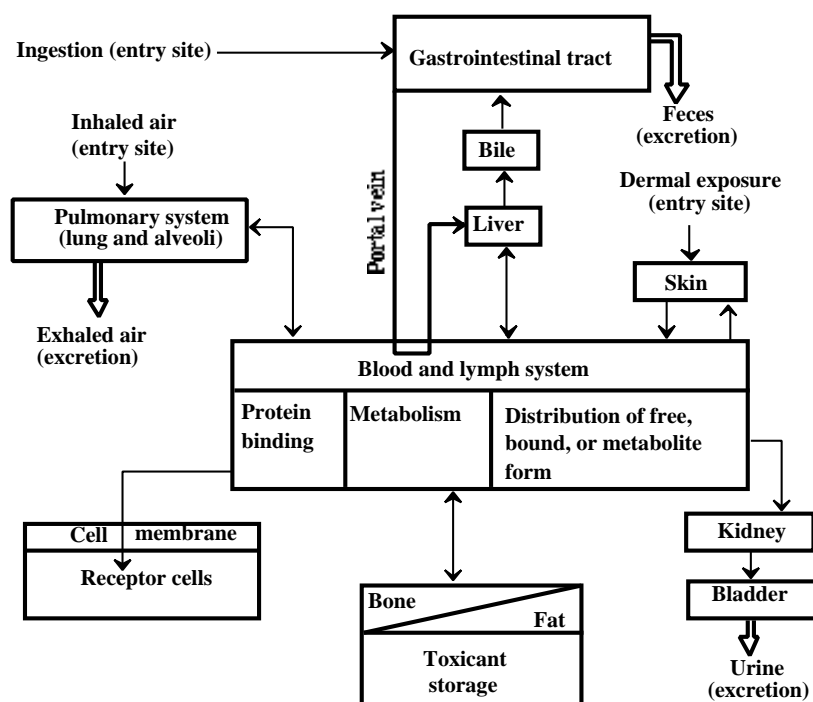 Ingestion (entry site)
Gastrointestinal tract
Feces
(excretion)
Inhaled air
(entry site)
Bile
Dermal exposure
(entry site)
Pulmonary system
(lung and alveoli)
Portal vein
Liver
Skin
Exhaled air
(excretion)
Blood and lymph system
Protein
binding
Metabolism
Distribution of free,
bound, or metabolite
form
Cell membrane
Receptor cells
Kidney
Bone
Fat
Bladder
Toxicant
storage
Urine
(excretion)